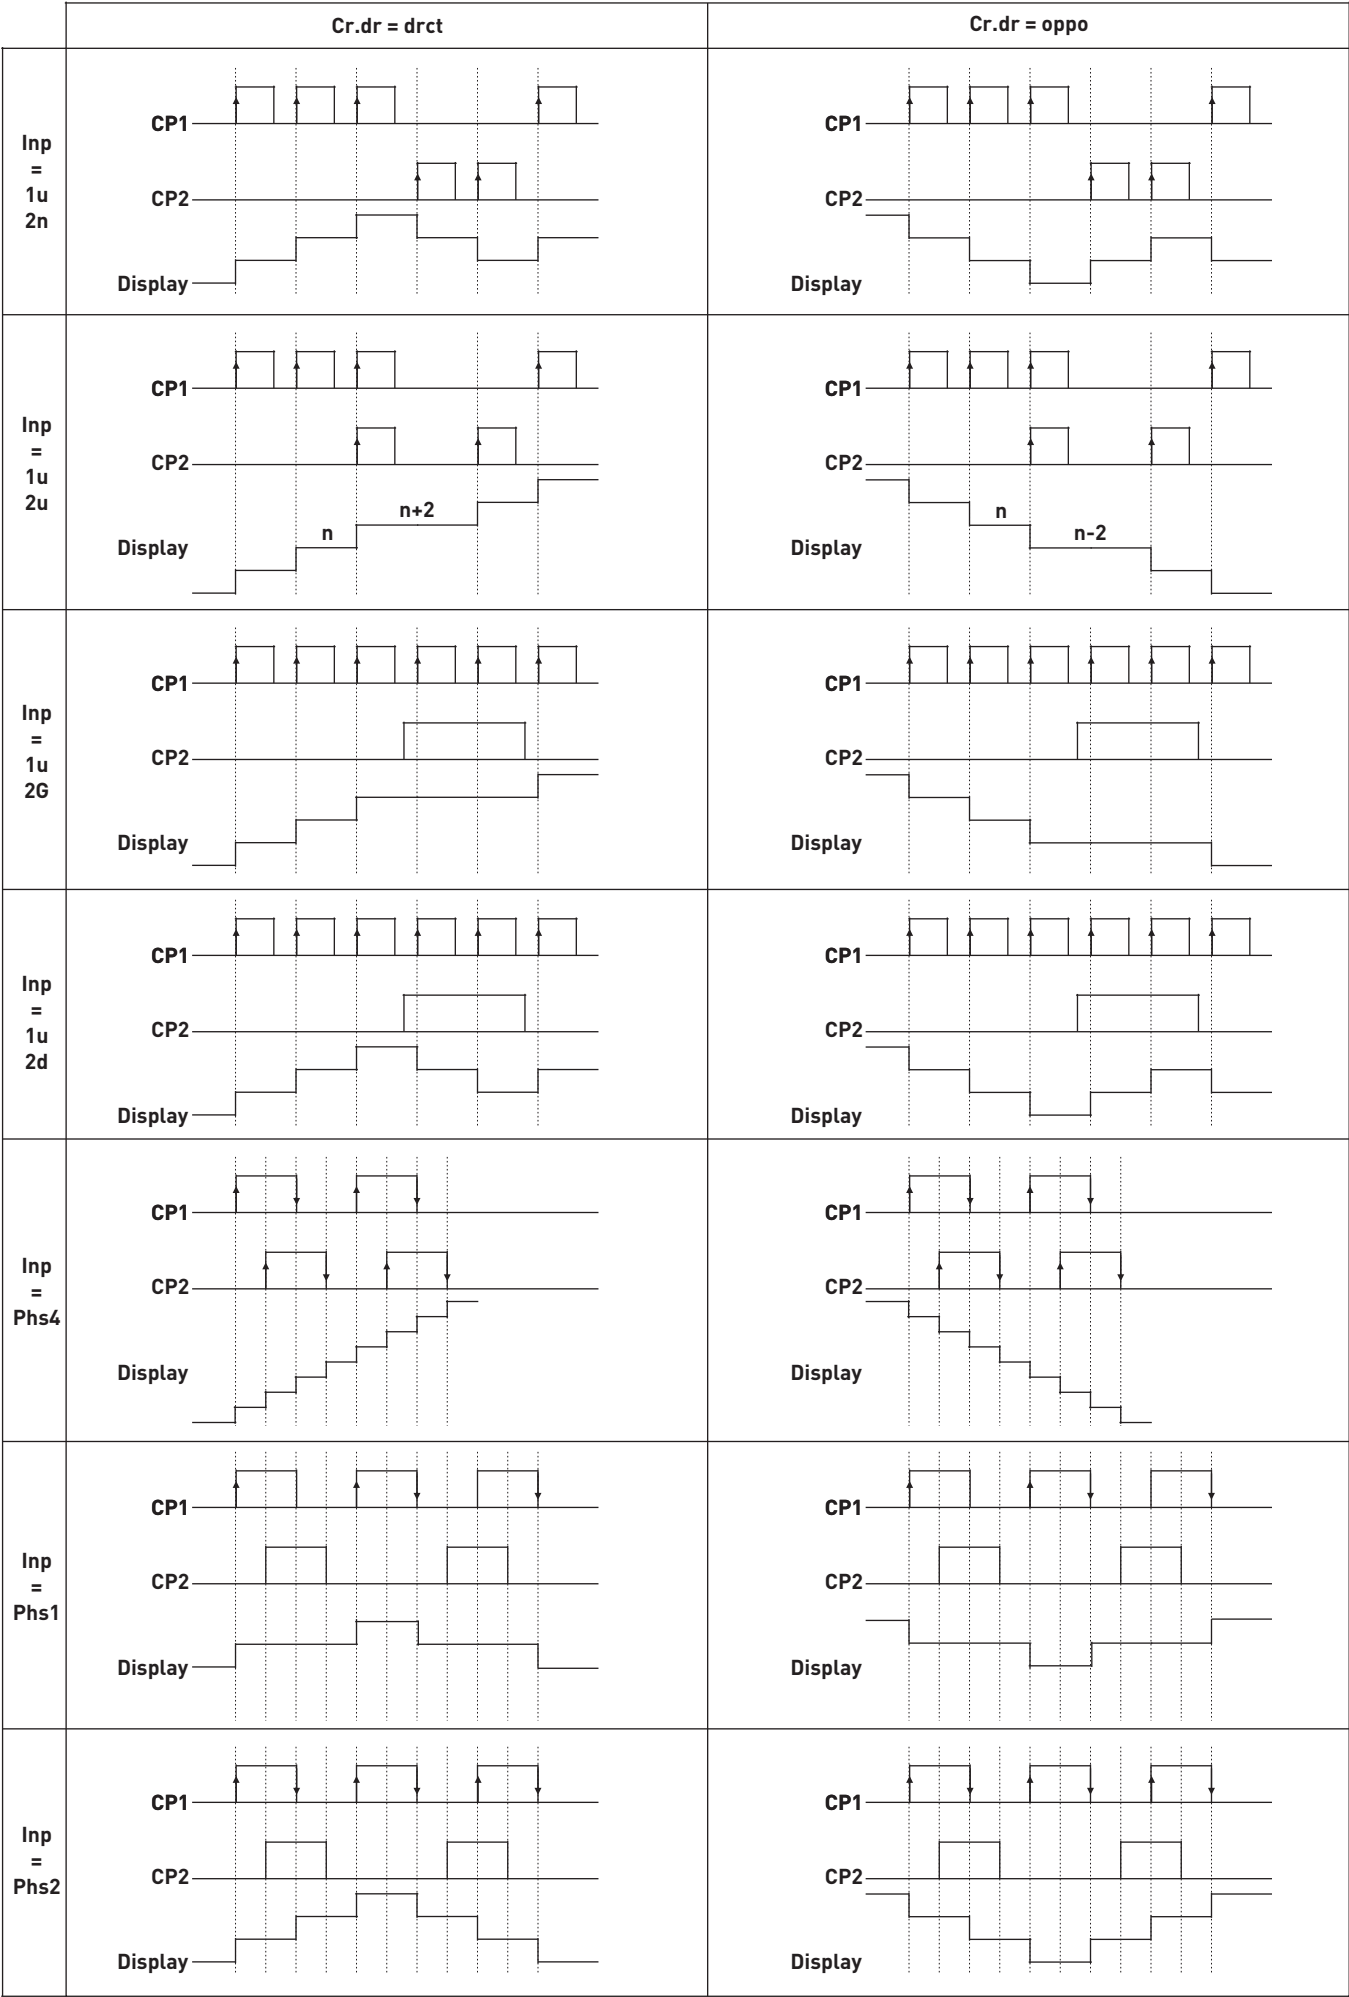 Cr.dr = drct
Cr.dr = oppo
Inp
=
1u
2n
CP1
CP2
Display
CP1
CP2
Display
Inp
=
1u
2u
CP1
CP2
n
n+2
Display
CP1
CP2
n
n-2
Display
Inp
=
1u
2G
CP1
CP2
Display
CP1
CP2
Display
Inp
=
1u
2d
CP1
CP2
Display
CP1
CP2
Display
Inp
=
Phs4
CP1
CP2
Display
CP1
CP2
Display
Inp
=
Phs1
CP1
CP2
Display
CP1
CP2
Display
Inp
=
Phs2
CP1
CP2
Display
CP1
CP2
Display